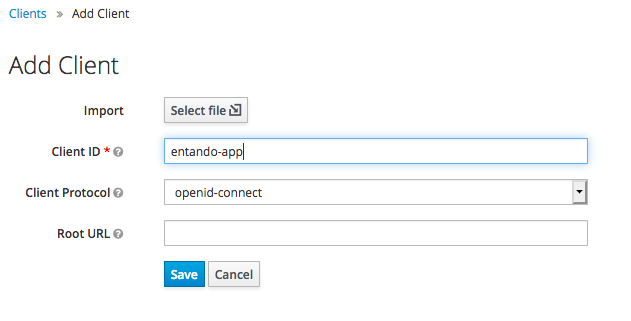 Clients » Add Client
Add Client
Import Select file
Client ID * entando-app
Client Protocol openid-connect
Root URL
Save Cancel